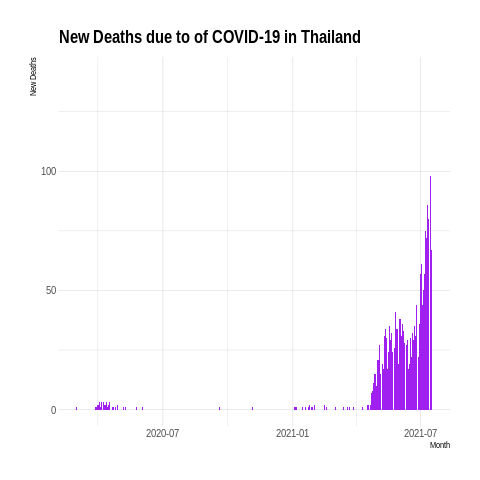 New Deaths due to of COVID-19 in Thailand
New Deaths
100
50
0
2020-07 2021-01 2021-07
Month